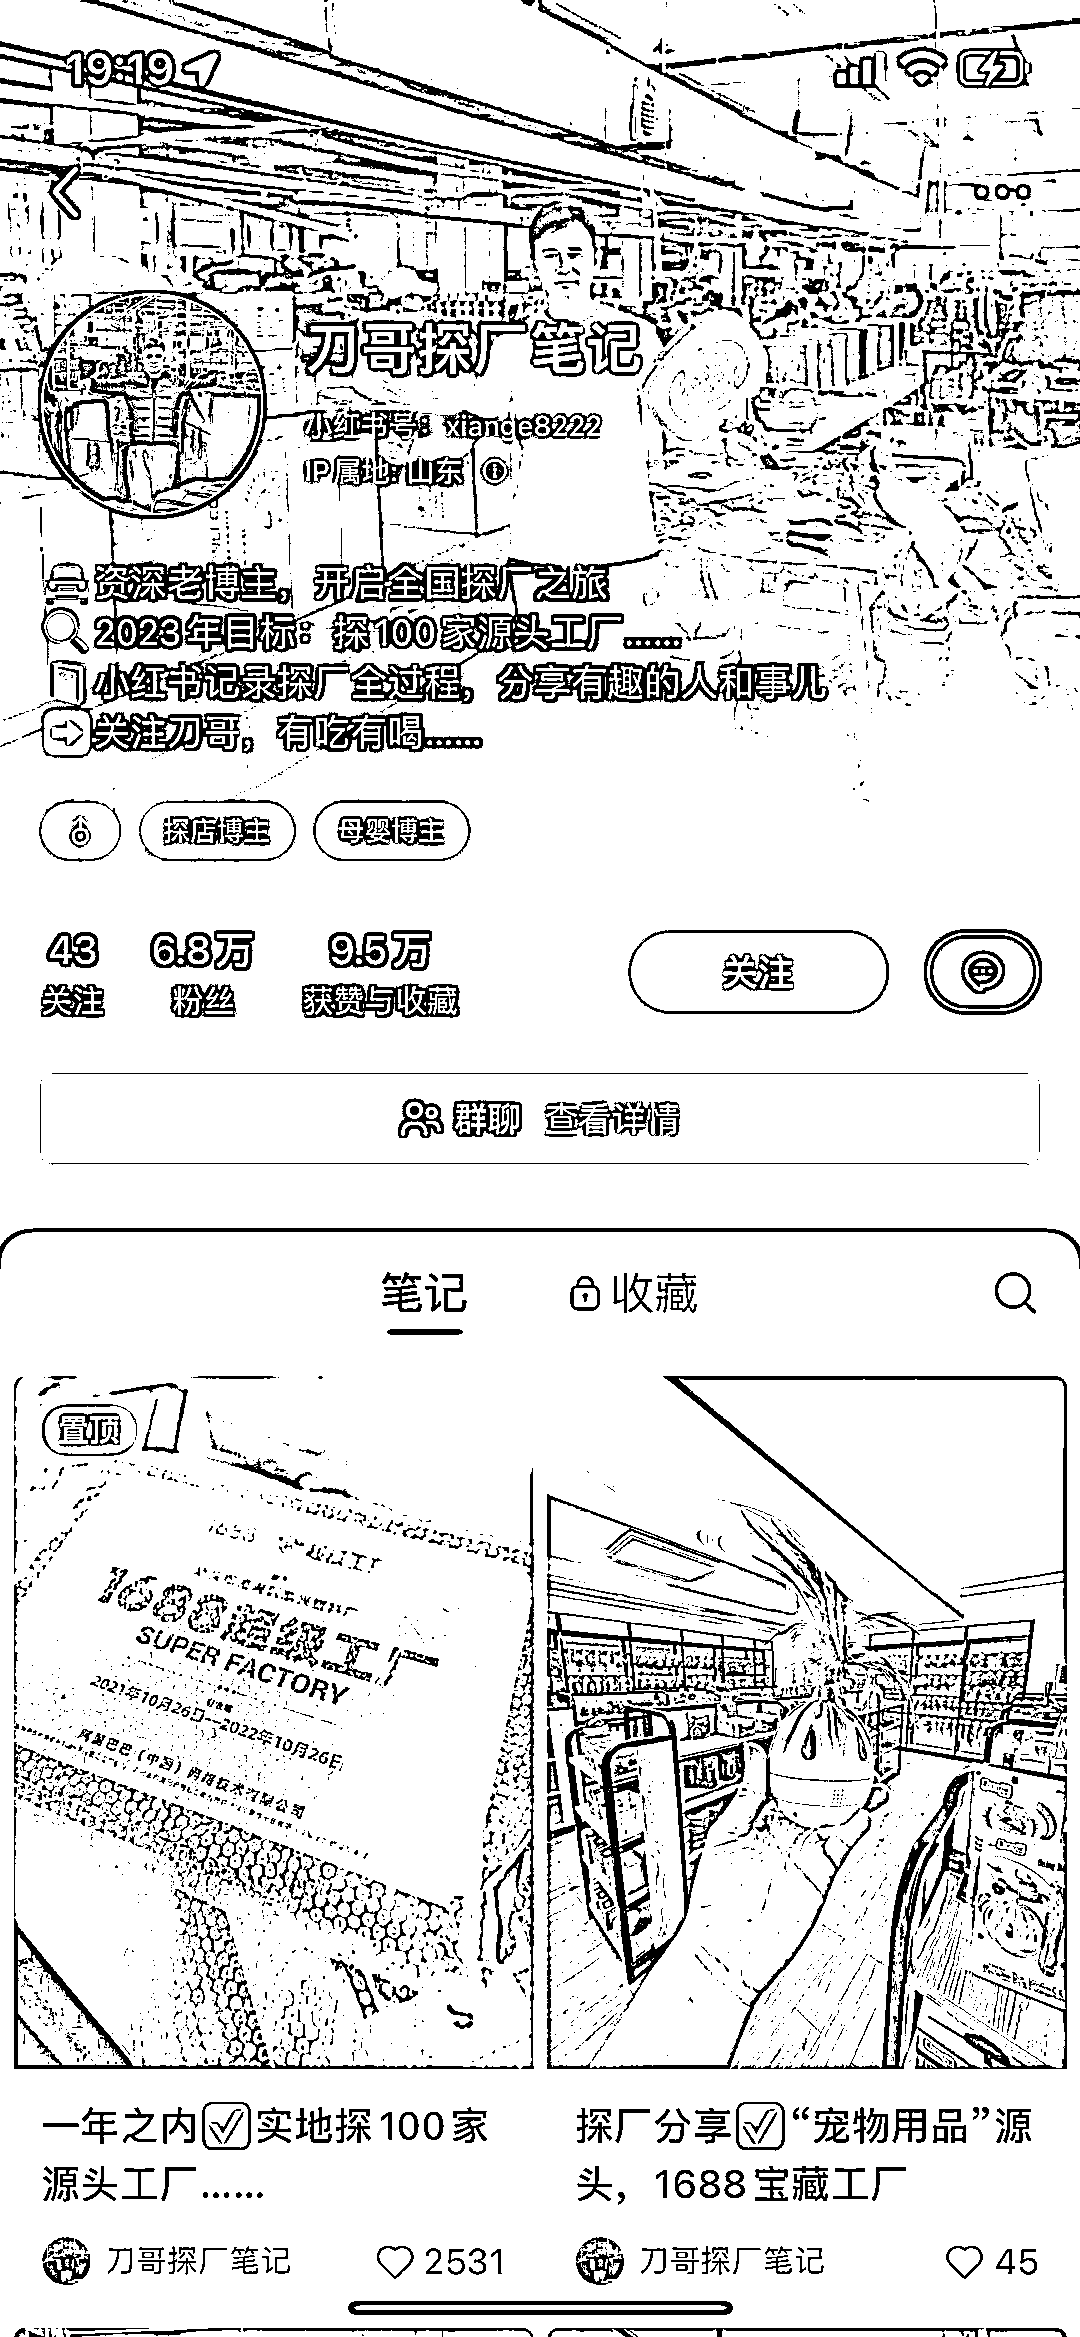 19:19
刀哥探厂笔记
小红书号：xiange8222
IP属地：山东
资深老博主，开启全国探厂之旅
2023年目标：探100家源头工厂……
小红书记录探厂全过程，分享有趣的人和事儿
关注刀哥，有吃有喝……
探店博主 母婴博主
43 6.8万 9.5万
关注 粉丝 获赞与收藏
关注
群聊 查看详情
笔记 收藏
置顶
1688 超级工厂
1688超级工厂
SUPER FACTORY
2021年10月26日—2022年10月26日
阿里巴巴（中国）网络技术有限公司
一年之内✅实地探100家
源头工厂……
刀哥探厂笔记 2531
探厂分享✅“宠物用品”源
头，1688宝藏工厂
刀哥探厂笔记 45